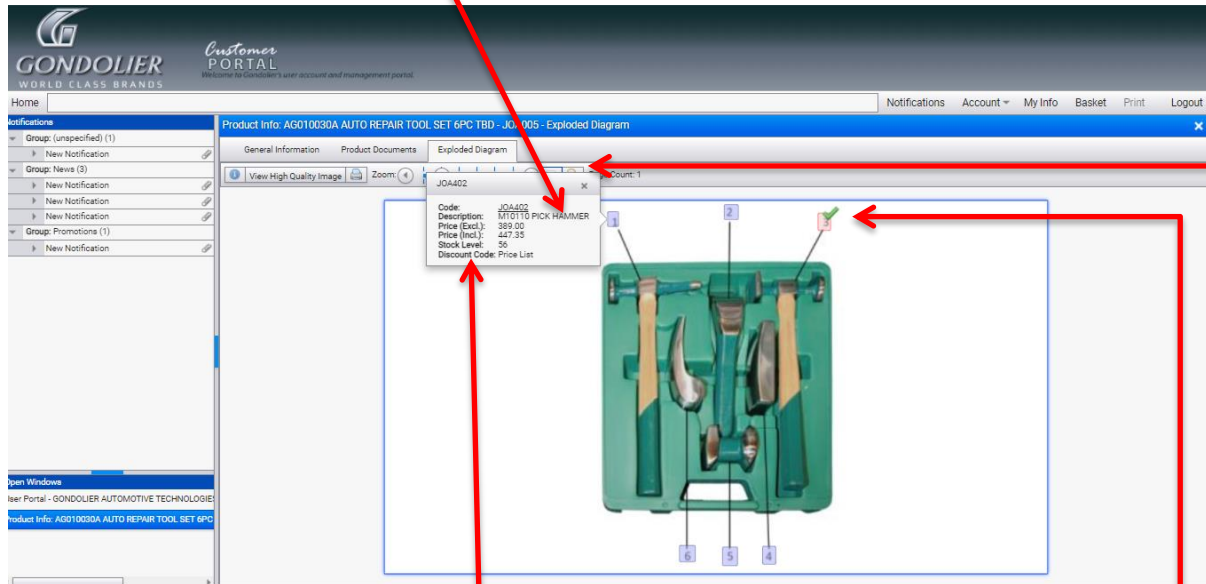 GONDOLIER
WORLD CLASS BRANDS
Customer
PORTAL
Welcome to Gondolier's user account and management portal.
Home
Notifications Account My Info Basket Print Logout
Notifications
Group: (unspecified) (1)
New Notification
Group: News (3)
New Notification
New Notification
New Notification
Group: Promotions (1)
New Notification
Product Info: AG010030A AUTO REPAIR TOOL SET 6PC TBD - JOA005 - Exploded Diagram
General Information Product Documents Exploded Diagram
View High Quality Image Zoom: Count: 1
JOA402
Code: JOA402
Description: M10110 PICK HAMMER
Price (Excl.): 389.00
Price (Incl.): 447.35
Stock Level: 56
Discount Code: Price List
1
2
3
6 5 4
Open Windows
User Portal - GONDOLIER AUTOMOTIVE TECHNOLOGIE
Product Info: AG010030A AUTO REPAIR TOOL SET 6PC